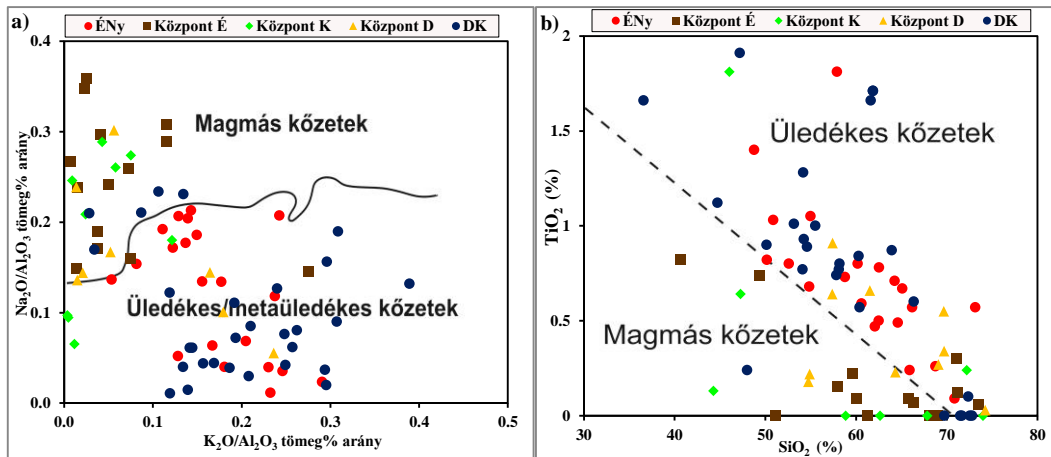 a)
ÉNy Központ É Központ K Központ D DK
0.4
0.3
0.2
0.1
0.0
Na₂O/Al₂O₃ tömeg% arány
Magmás kőzetek
Üledékes/metaüledékes kőzetek
0.0 0.1 0.2 0.3 0.4 0.5
K₂O/Al₂O₃ tömeg% arány
b)
ÉNy Központ É Központ K Központ D DK
2
1.5
1
0.5
0
TiO₂ (%)
Üledékes kőzetek
Magmás kőzetek
30 40 50 60 70 80
SiO₂ (%)